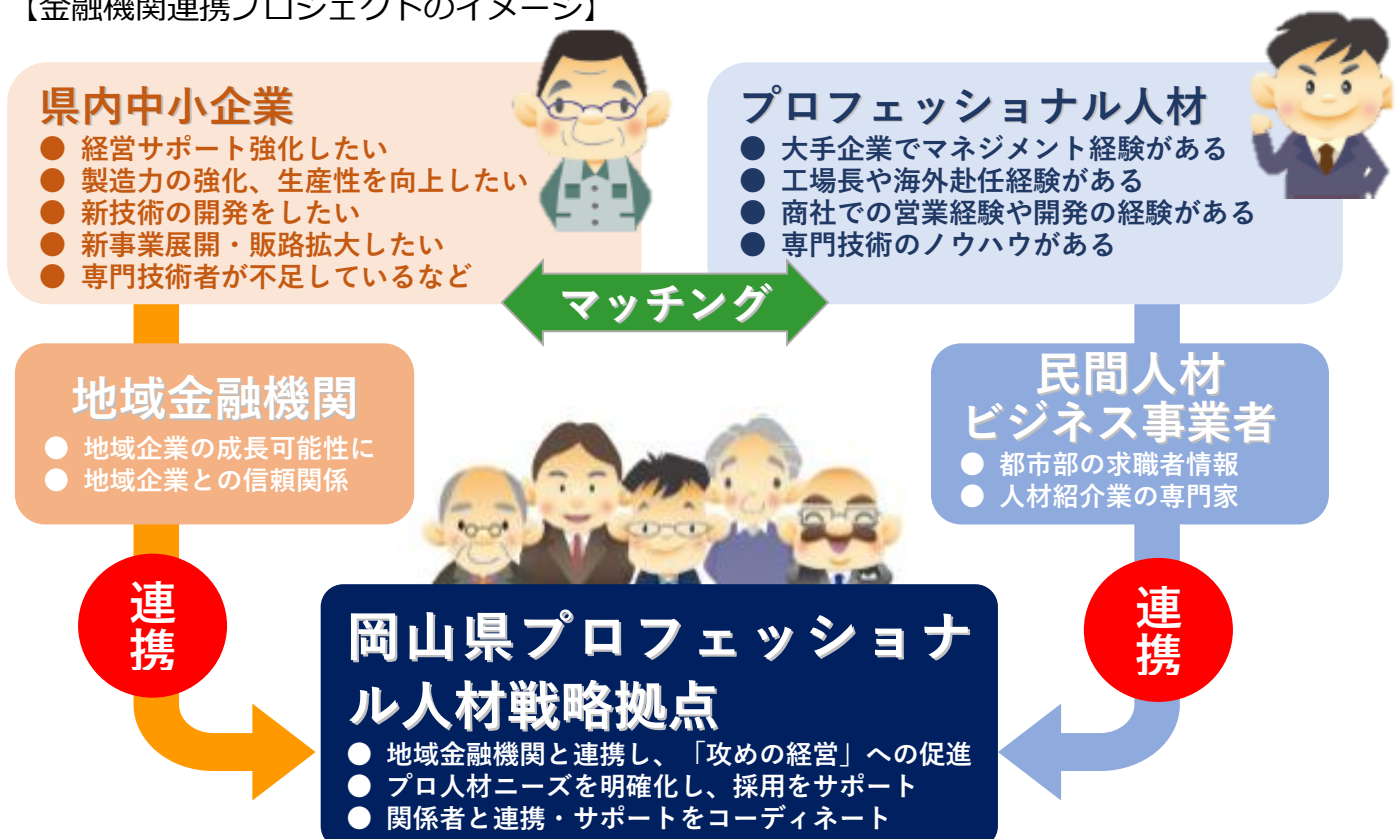 【金融機関連携プロジェクトのイメージ】
県内中小企業
● 経営サポート強化したい
● 製造力の強化、生産性を向上したい
● 新技術の開発をしたい
● 新事業展開・販路拡大したい
● 専門技術者が不足しているなど
プロフェッショナル人材
● 大手企業でマネジメント経験がある
● 工場長や海外赴任経験がある
● 商社での営業経験や開発の経験がある
● 専門技術のノウハウがある
マッチング
地域金融機関
● 地域企業の成長可能性に
● 地域企業との信頼関係
民間人材
ビジネス事業者
● 都市部の求職者情報
● 人材紹介業の専門家
連携
連携
岡山県プロフェッショナ
ル人材戦略拠点
● 地域金融機関と連携し、「攻めの経営」への促進
● プロ人材ニーズを明確化し、採用をサポート
● 関係者と連携・サポートをコーディネート